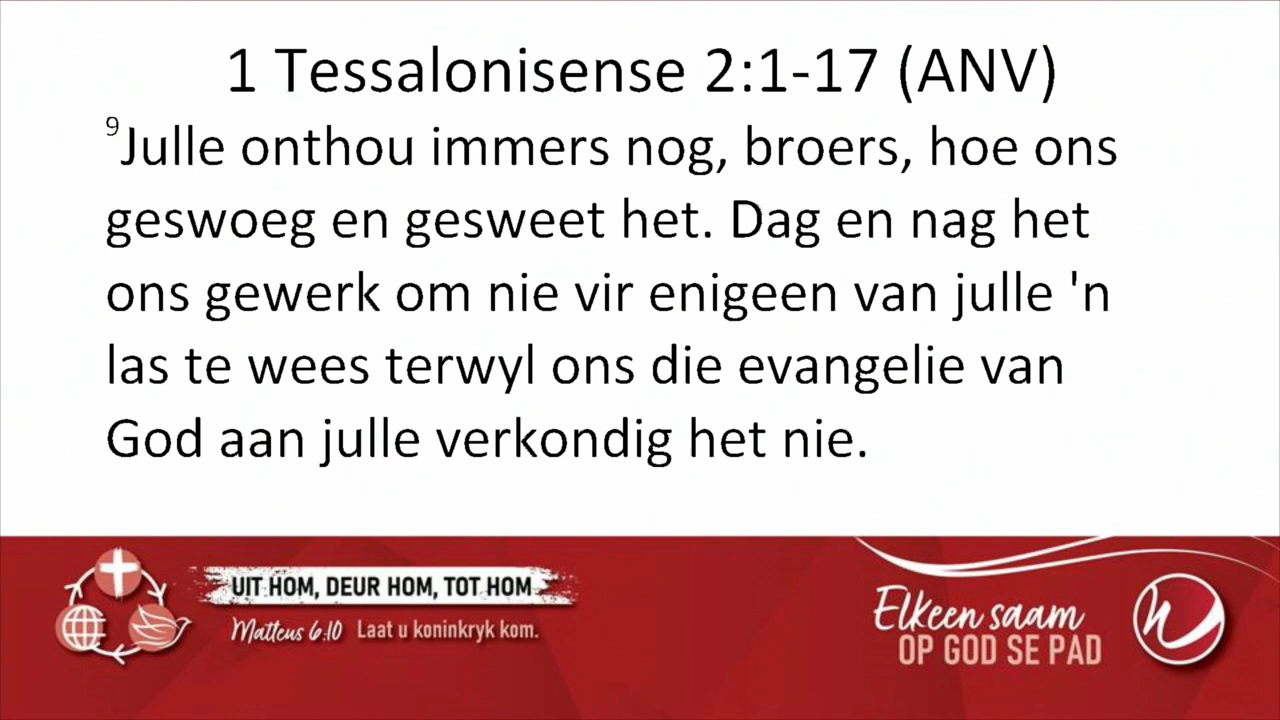 1 Tessalonisense 2:1-17 (ANV)
9Julle onthou immers nog, broers, hoe ons
geswoeg en gesweet het. Dag en nag het
ons gewerk om nie vir enigeen van julle 'n
las te wees terwyl ons die evangelie van
God aan julle verkondig het nie.
UIT HOM, DEUR HOM, TOT HOM
Matteus 6:10 Laat u koninkryk kom.
Elkeen saam
OP GOD SE PAD